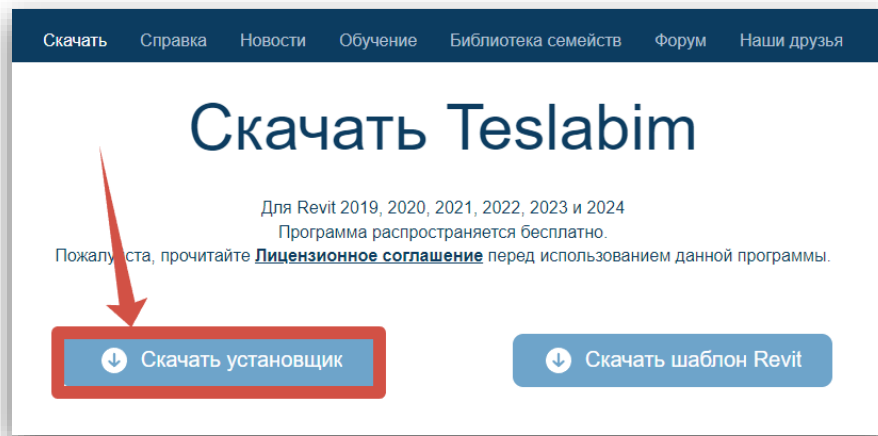 Скачать Справка Новости Обучение Библиотека семейств Форум Наши друзья
Скачать Teslabim
Для Revit 2019, 2020, 2021, 2022, 2023 и 2024
Программа распространяется бесплатно.
Пожалуйста, прочитайте Лицензионное соглашение перед использованием данной программы.
Скачать установщик
Скачать шаблон Revit